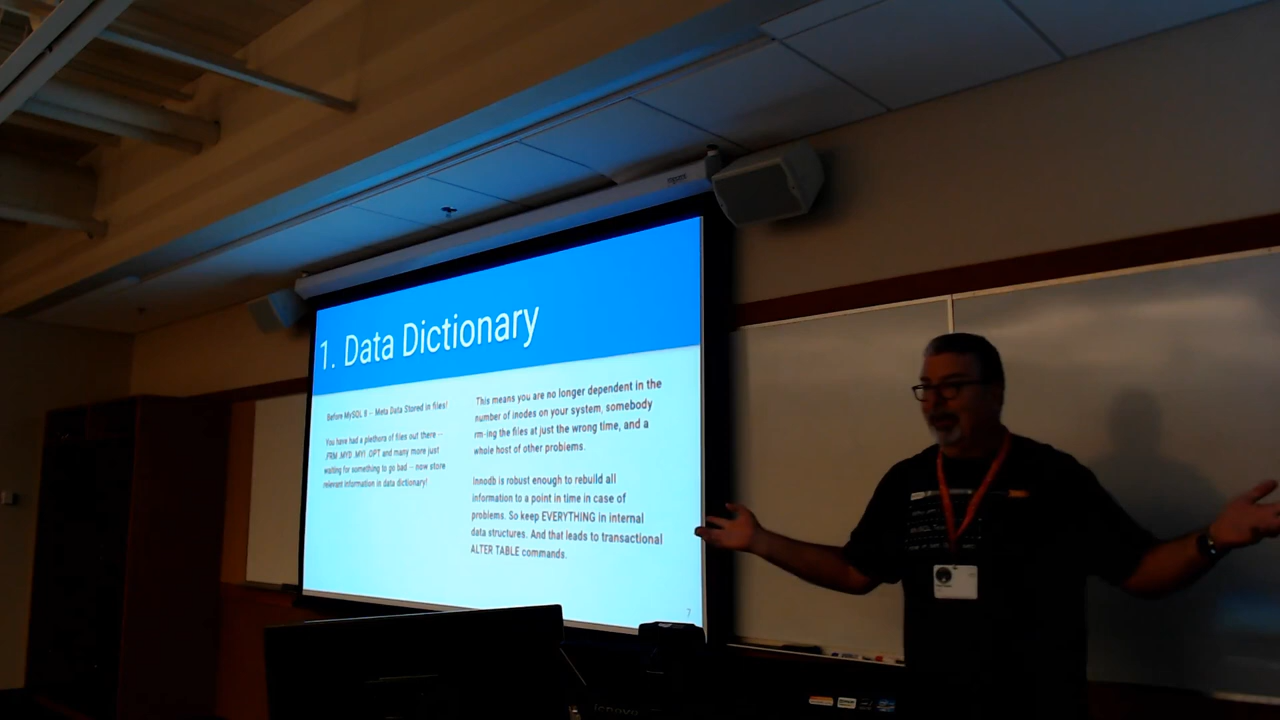 1. Data Dictionary
Before MySQL 8 -- Meta Data Stored in files!
You have had a plethora of files out there --
.FRM .MYD .MYI .OPT and many more just
waiting for something to go bad -- now store
relevant information in data dictionary!
This means you are no longer dependent in the
number of inodes on your system, somebody
rm-ing the files at just the wrong time, and a
whole host of other problems.
Innodb is robust enough to rebuild all
information to a point in time in case of
problems. So keep EVERYTHING in internal
data structures. And that leads to transactional
ALTER TABLE commands.
7
lenovo